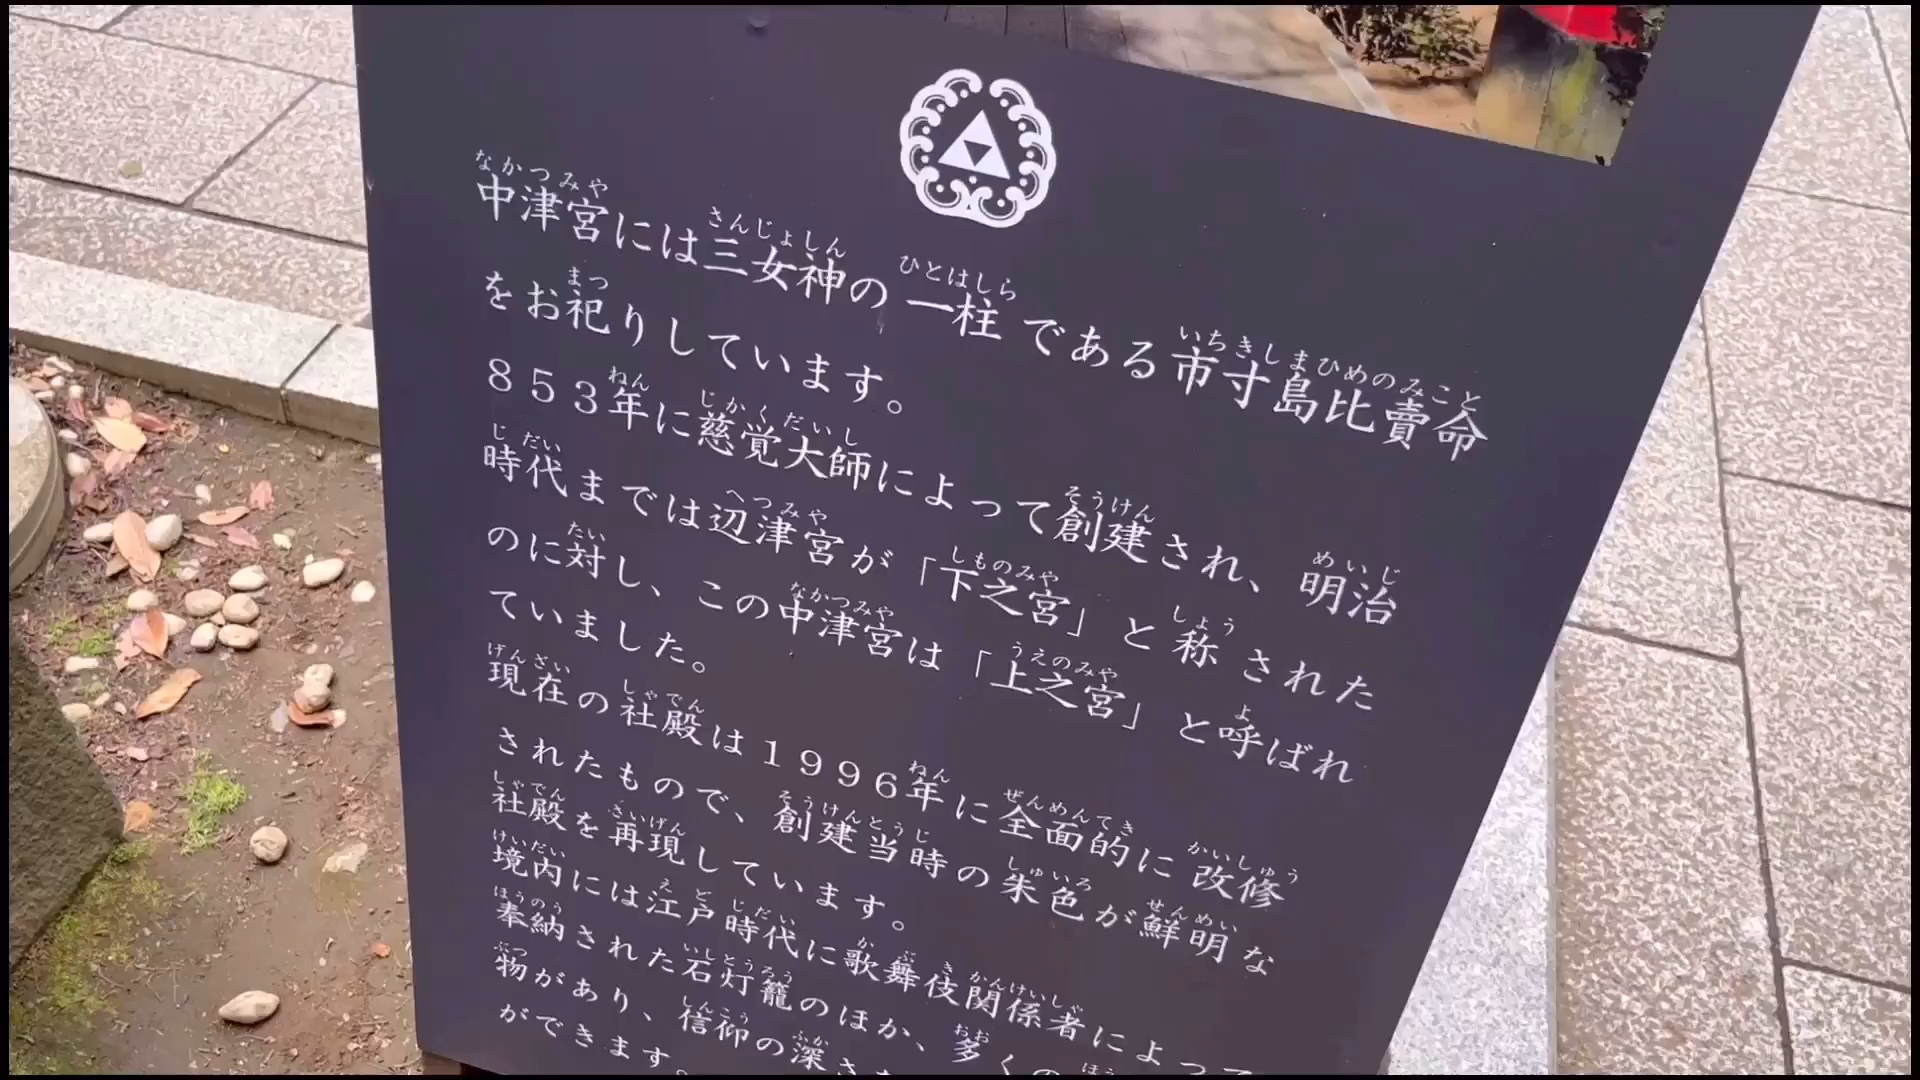 中津宮には三女神の一柱である市寸島比賣命
をお祀りしています。
853年に慈覚大師によって創建され、明治
時代までは辺津宮が「下之宮」と称された
のに対し、この中津宮は「上之宮」と呼ばれ
ていました。
現在の社殿は1996年に全面的に改修
されたもので、創建当時の朱色が鮮明な
社殿を再現しています。
境内には江戸時代に歌舞伎関係者によって
奉納された石灯籠のほか、多くの
物があり、信仰の深さ
ができます。